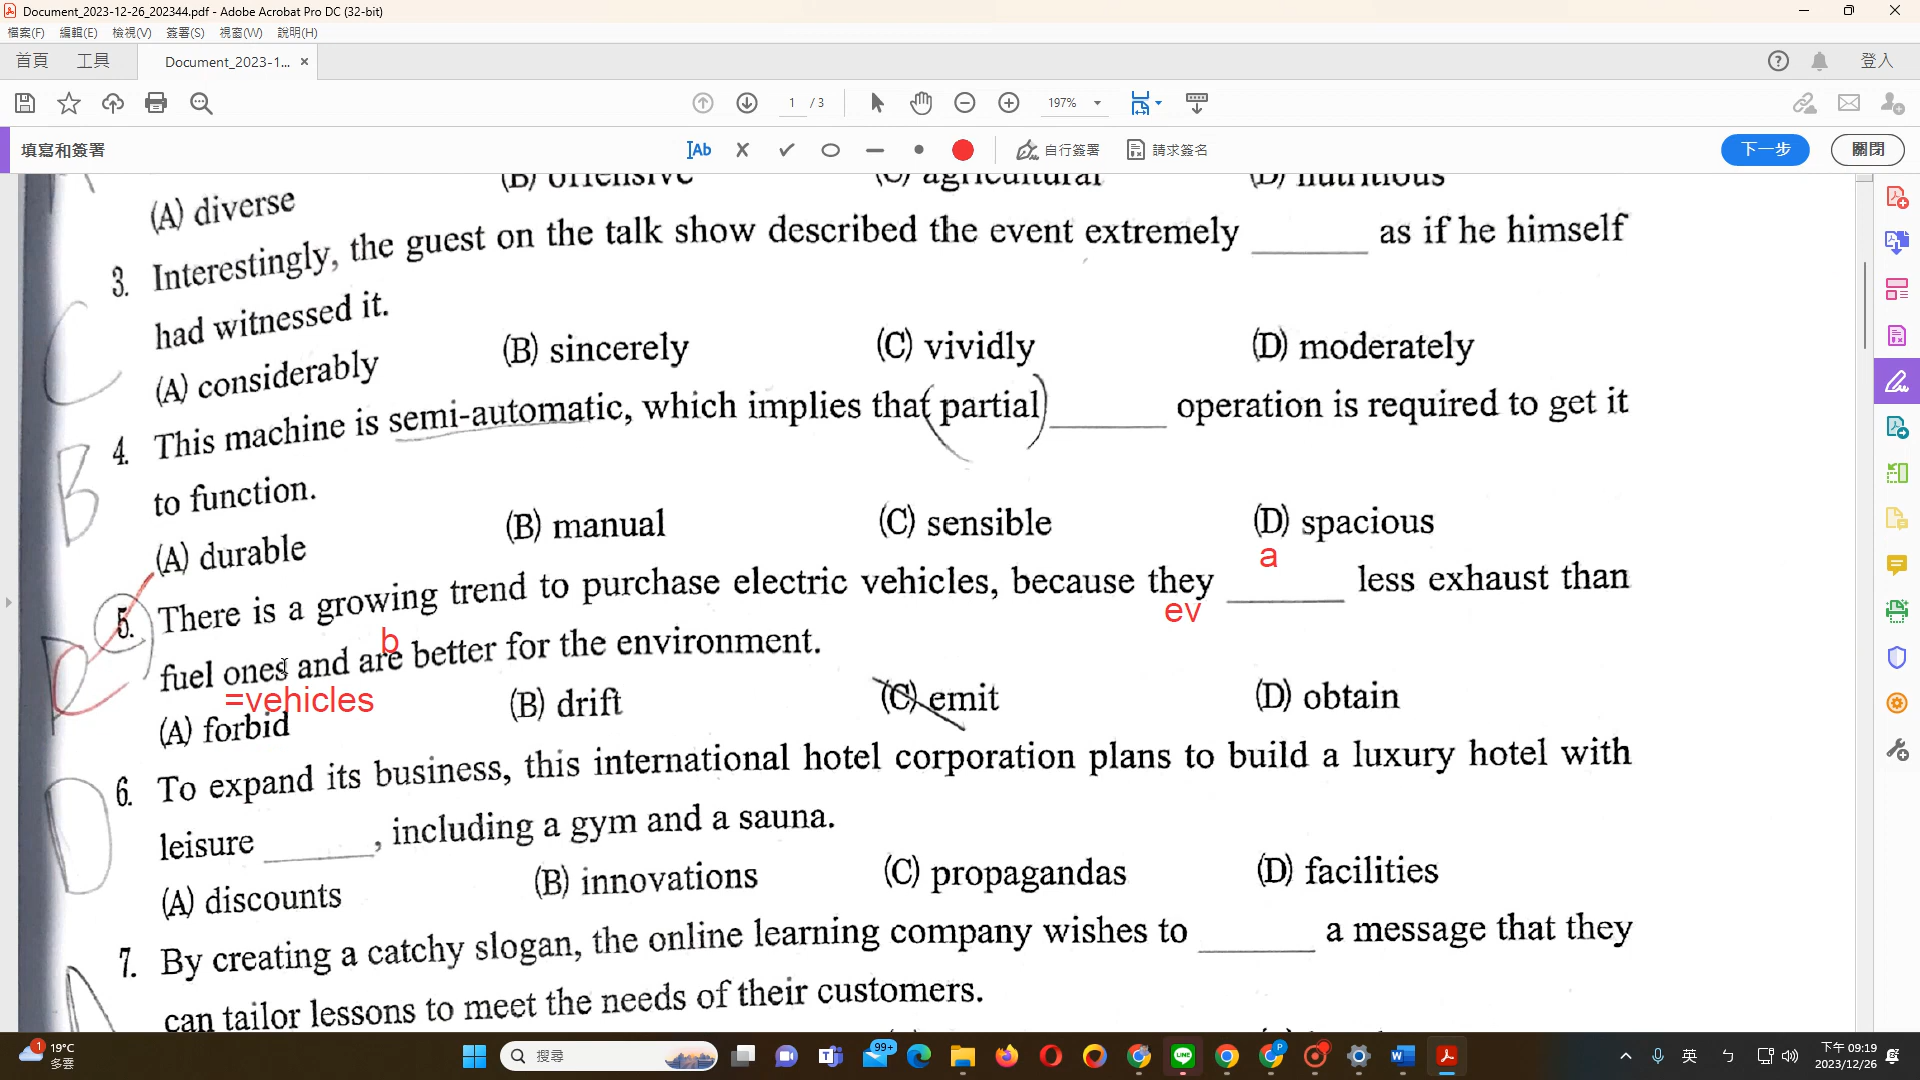 Document_2023-12-26_202344.pdf - Adobe Acrobat Pro DC (32-bit)
檔案(F) 編輯(E) 檢視(V) 簽署(S) 視窗(W) 說明(H)
首頁 工具 Document_2023-1... × 登入
1 / 3 197%
填寫和簽署 Ab 自行簽署 請求簽名 下一步 關閉
(A) diverse (B) offensive (C) agricultural (D) nutritious
3. Interestingly, the guest on the talk show described the event extremely ______ as if he himself
had witnessed it.
C
(A) considerably (B) sincerely (C) vividly (D) moderately
4. This machine is semi-automatic, which implies that (partial) ______ operation is required to get it
B
to function.
(A) durable (B) manual (C) sensible (D) spacious
a
5. There is a growing trend to purchase electric vehicles, because they ______ less exhaust than
ev
b
fuel ones and are better for the environment.
=vehicles
(A) forbid (B) drift (C) emit (D) obtain
6. To expand its business, this international hotel corporation plans to build a luxury hotel with
D
leisure ______, including a gym and a sauna.
(A) discounts (B) innovations (C) propagandas (D) facilities
7. By creating a catchy slogan, the online learning company wishes to ______ a message that they
can tailor lessons to meet the needs of their customers.
1 19°C
多雲
搜尋
99+
英
下午 09:19
2023/12/26